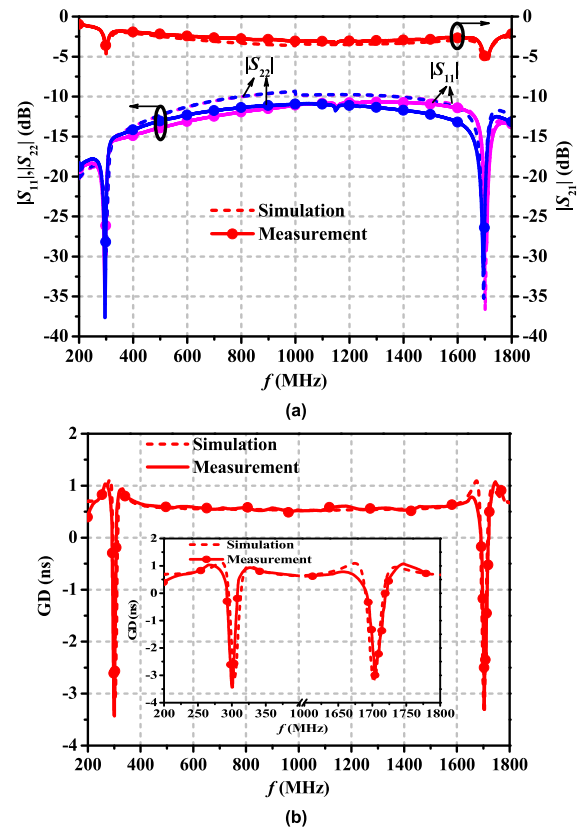 0 0
-5 -5
|S22| |S11|
-10 -10
-15 -15
|S11|,|S22| (dB) |S21| (dB)
-20 -20
Simulation
-25 -25
Measurement
-30 -30
-35 -35
-40 -40
200 400 600 800 1000 1200 1400 1600 1800
f (MHz)
(a)
2
Simulation
1
Measurement
0
GD (ns)
-1
-2
-3
-4
Simulation
Measurement
4
3
2
1
0
GD (ns)
-1
-2
-3
-4
200 250 300 350 1650 1700 1750 1800
f (MHz)
200 400 600 800 1000 1200 1400 1600 1800
f (MHz)
(b)